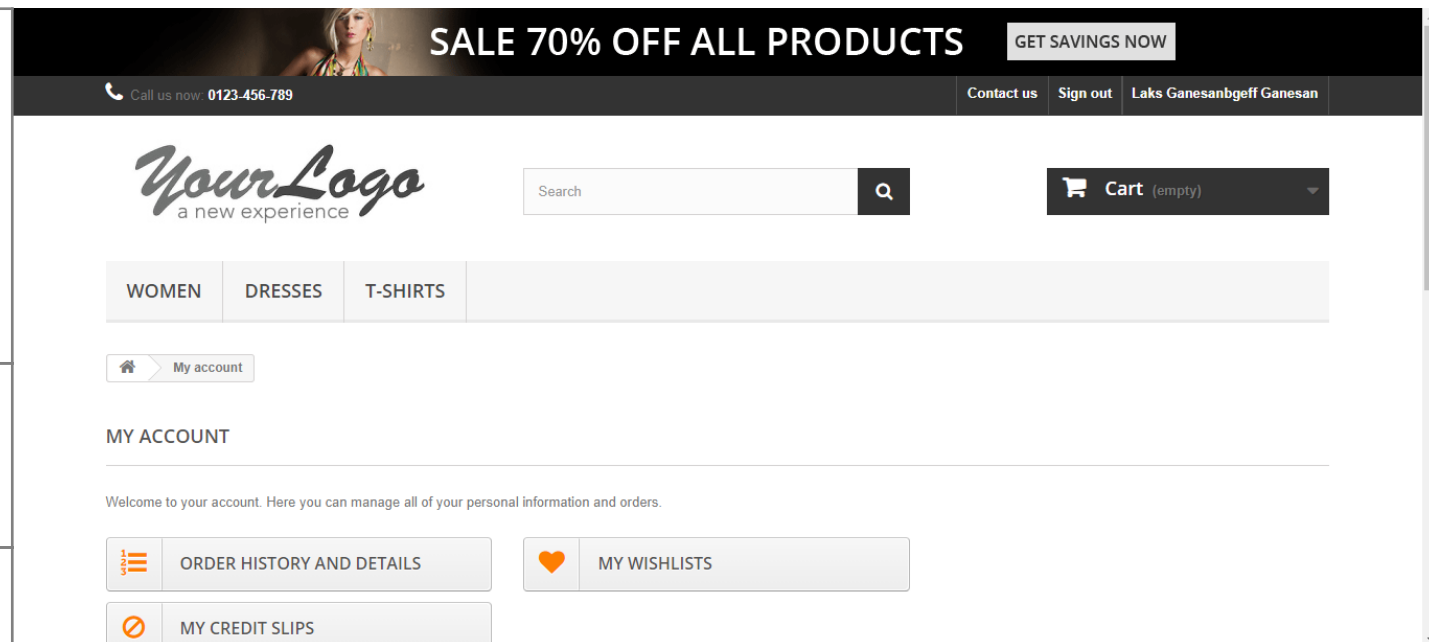 SALE 70% OFF ALL PRODUCTS GET SAVINGS NOW
Call us now: 0123-456-789 Contact us Sign out Laks Ganesanbgeff Ganesan
YourLogo
a new experience
Search
Cart (empty)
WOMEN DRESSES T-SHIRTS
My account
MY ACCOUNT
Welcome to your account. Here you can manage all of your personal information and orders.
1
2
3
ORDER HISTORY AND DETAILS MY WISHLISTS
MY CREDIT SLIPS